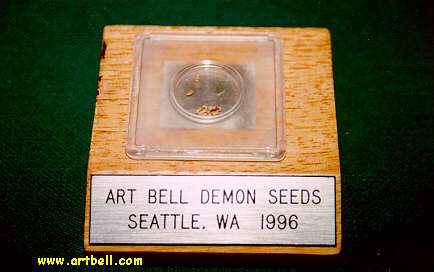 ART BELL DEMON SEEDS
SEATTLE, WA 1996
www.artbell.com